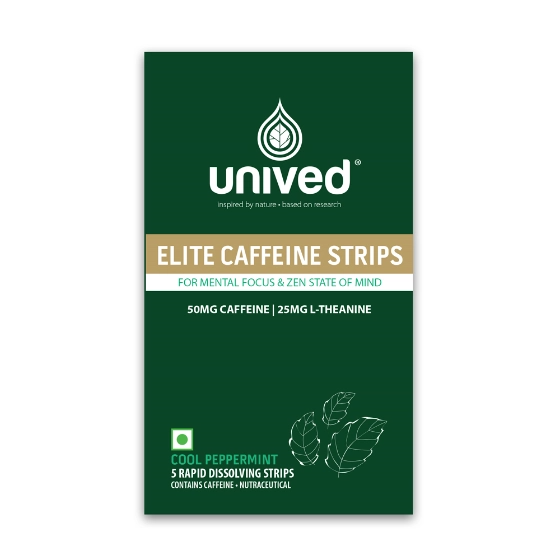 unived®
inspired by nature • based on research
ELITE CAFFEINE STRIPS
FOR MENTAL FOCUS & ZEN STATE OF MIND
50MG CAFFEINE | 25MG L-THEANINE
COOL PEPPERMINT
5 RAPID DISSOLVING STRIPS
CONTAINS CAFFEINE • NUTRACEUTICAL